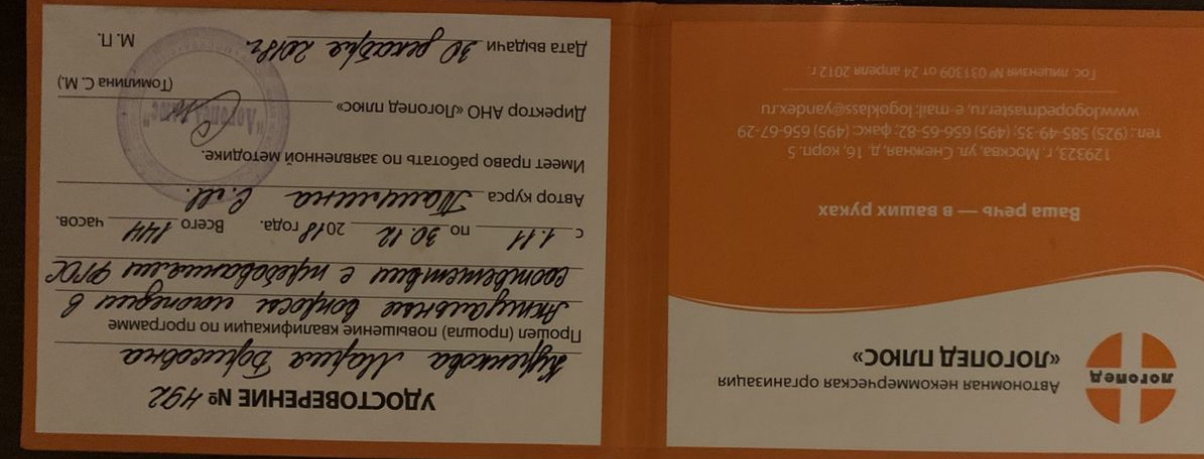 логопед
Автономная некоммерческая организация
«ЛОГОПЕД ПЛЮС»
Ваша речь — в ваших руках
129323, г. Москва, ул. Снежная, д. 16, корп. 5
тел.: (925) 585-49-35; (495) 656-65-82; факс: (495) 656-67-29
www.logopedmaster.ru, e-mail: logoklass@yandex.ru
Гос. лицензия № 031309 от 24 апреля 2012 г.
УДОСТОВЕРЕНИЕ № 492
Куренкова Мария Борисовна
Прошел (прошла) повышение квалификации по программе
Актуальные вопросы логопедии в
соответствии с требованиями ФГОС
с 1.11 по 30.12 2018 года. Всего 144 часов.
Автор курса Томилина С.М.
Имеет право работать по заявленной методике.
Директор АНО «Логопед плюс»
(Томилина С. М.)
Дата выдачи 30 декабря 2018г.
М. П.
"Логопед плюс"